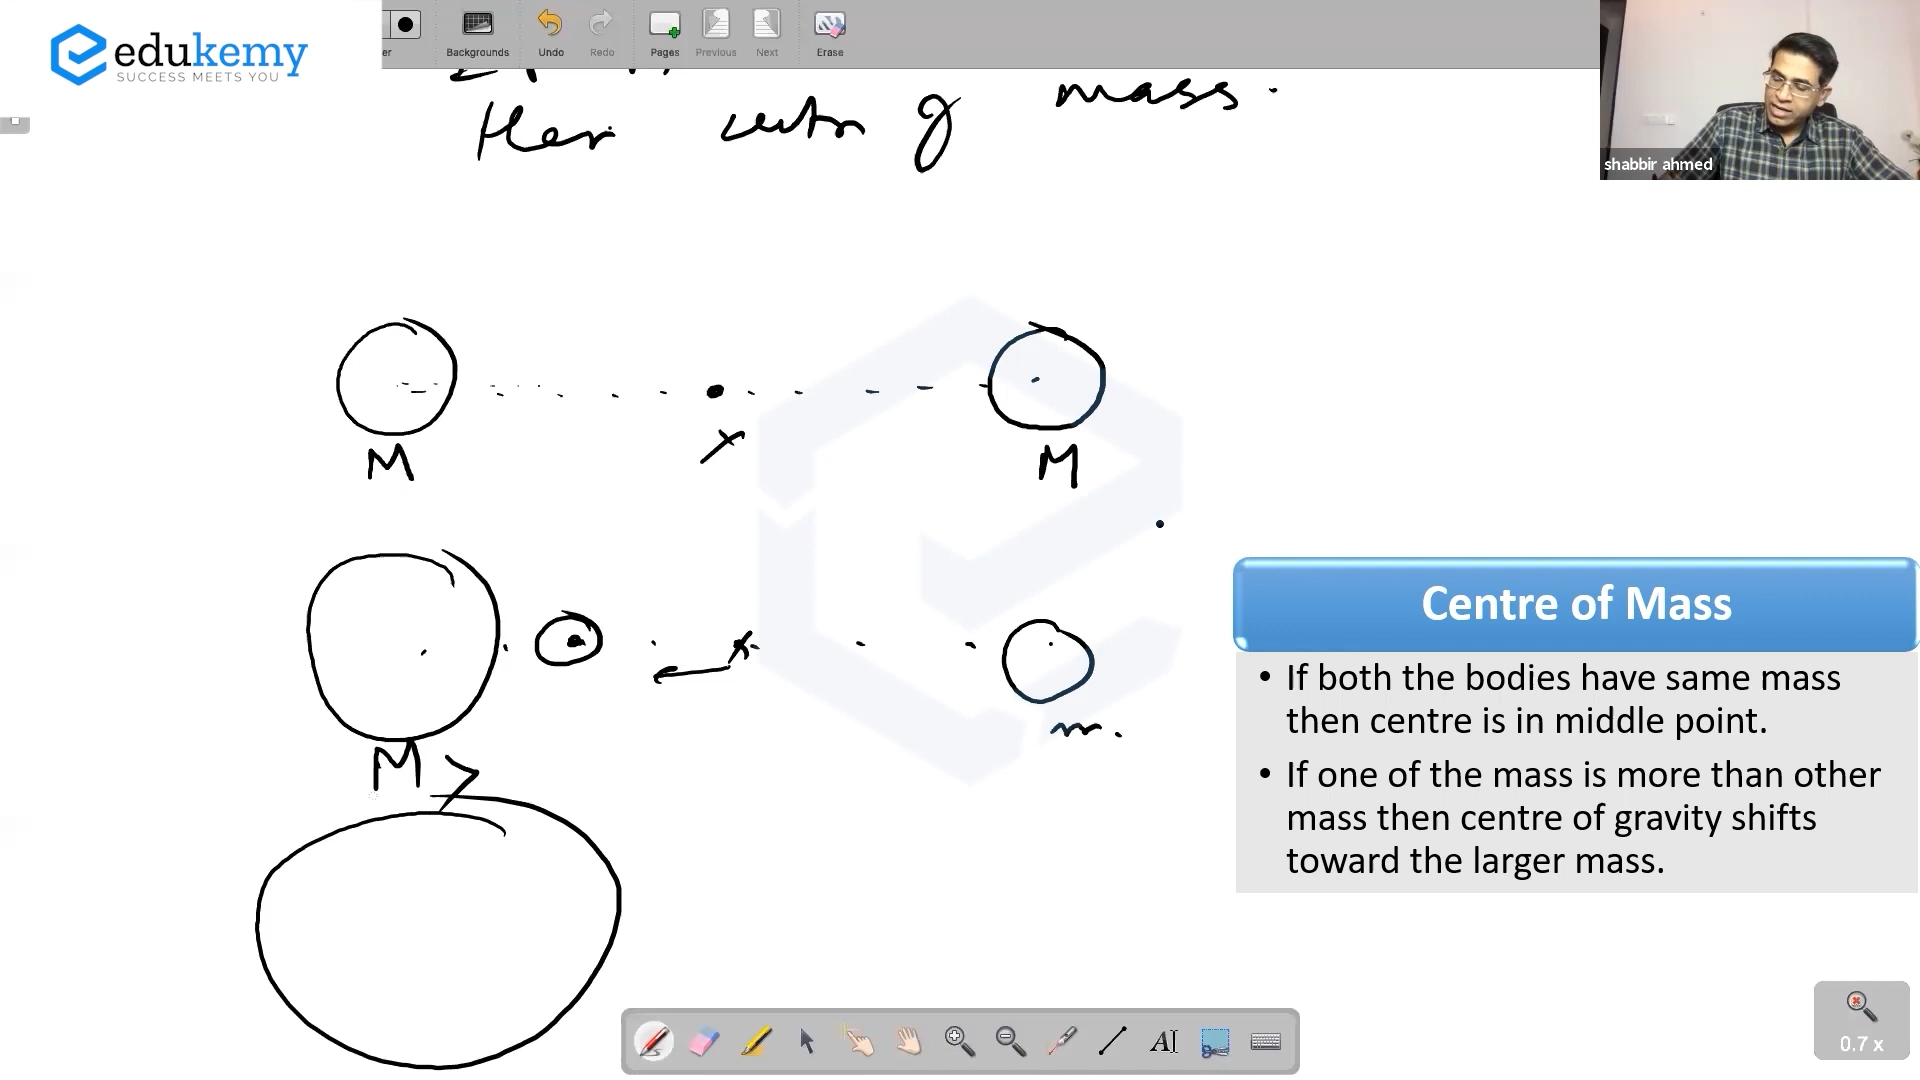 edukemy
SUCCESS MEETS YOU
er
Backgrounds
Undo
Redo
Pages
Previous
Next
Erase
shabbir ahmed
mass.
M
M
M >
m.
Centre of Mass
• If both the bodies have same mass
then centre is in middle point.
• If one of the mass is more than other
mass then centre of gravity shifts
toward the larger mass.
AI
0.7 x